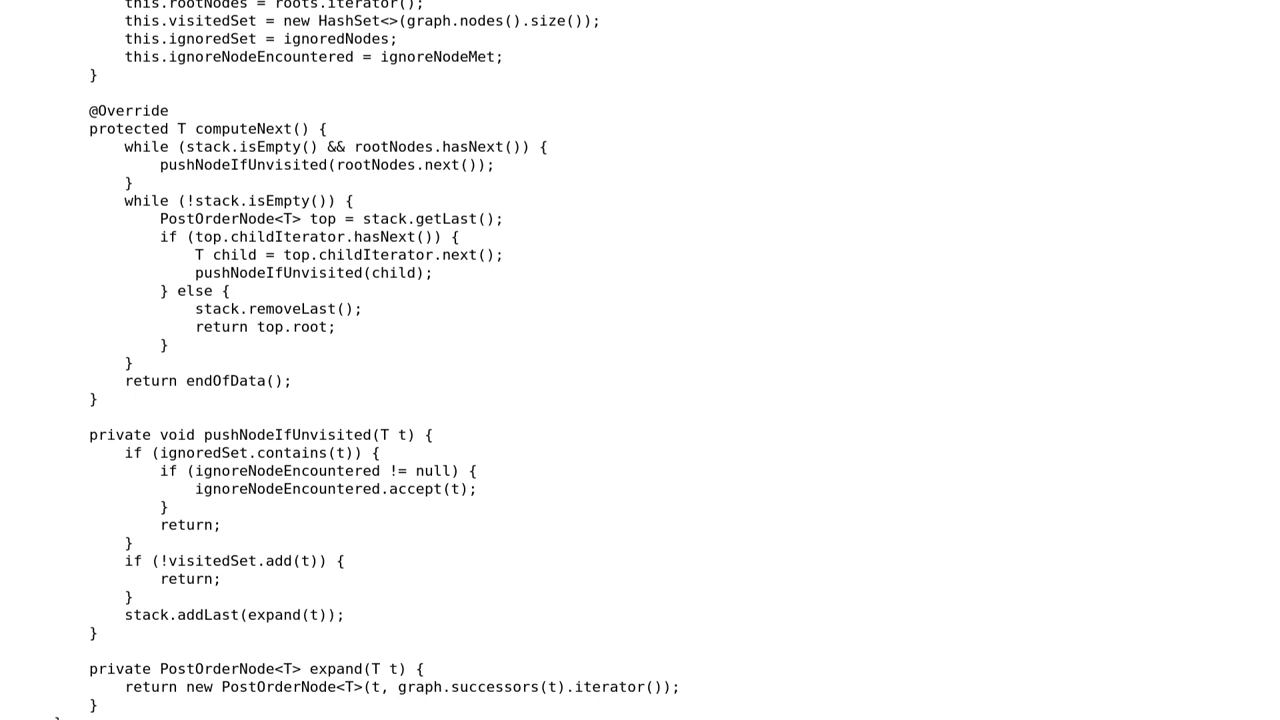 this.rootNodes = roots.iterator();
this.visitedSet = new HashSet<>(graph.nodes().size());
this.ignoredSet = ignoredNodes;
this.ignoreNodeEncountered = ignoreNodeMet;
}
@Override
protected T computeNext() {
while (stack.isEmpty() && rootNodes.hasNext()) {
pushNodeIfUnvisited(rootNodes.next());
}
while (!stack.isEmpty()) {
PostOrderNode<T> top = stack.getLast();
if (top.childIterator.hasNext()) {
T child = top.childIterator.next();
pushNodeIfUnvisited(child);
} else {
stack.removeLast();
return top.root;
}
}
return endOfData();
}
private void pushNodeIfUnvisited(T t) {
if (ignoredSet.contains(t)) {
if (ignoreNodeEncountered != null) {
ignoreNodeEncountered.accept(t);
}
return;
}
if (!visitedSet.add(t)) {
return;
}
stack.addLast(expand(t));
}
private PostOrderNode<T> expand(T t) {
return new PostOrderNode<T>(t, graph.successors(t).iterator());
}
}